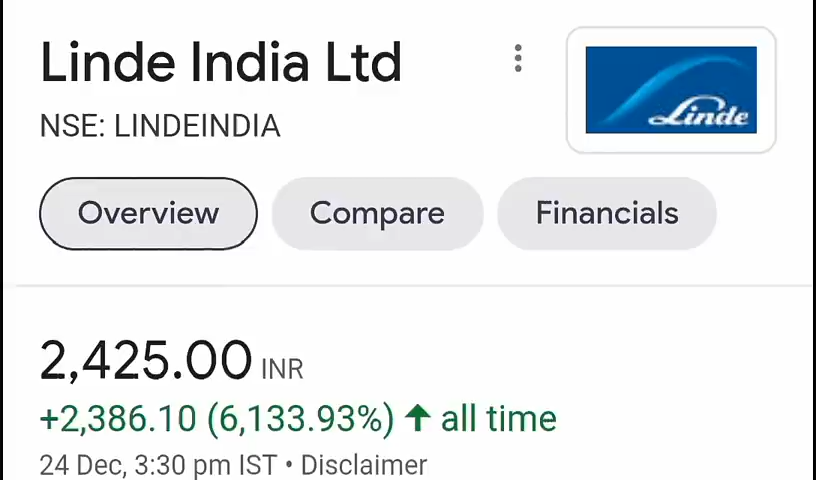 Linde India Ltd
NSE: LINDEINDIA
Linde
Overview Compare Financials
2,425.00 INR
+2,386.10 (6,133.93%) ↑ all time
24 Dec, 3:30 pm IST • Disclaimer